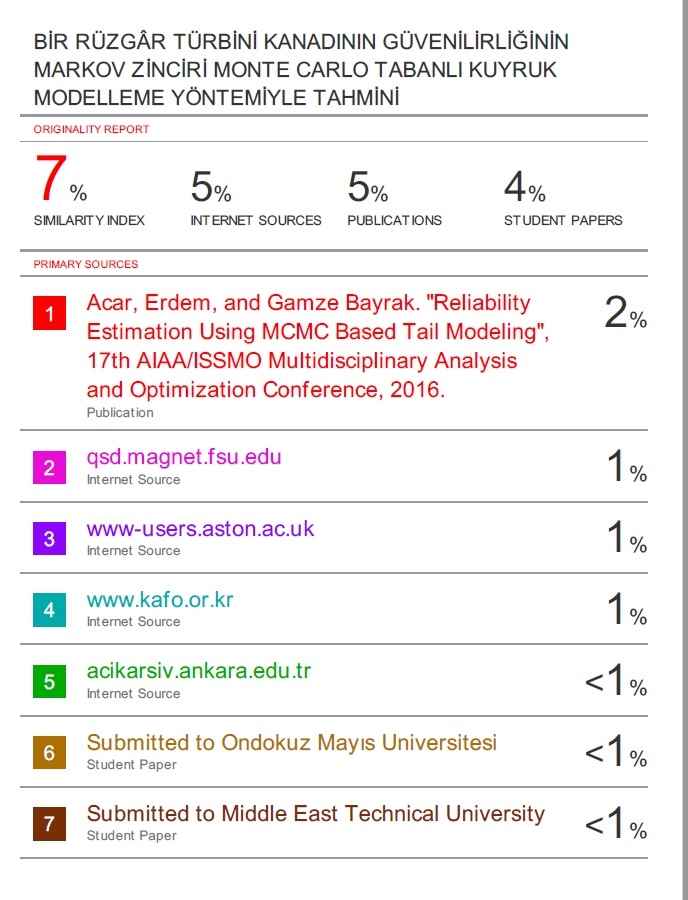 BİR RÜZGÂR TÜRBİNİ KANADININ GÜVENİLİRLİĞİNİN
MARKOV ZİNCİRİ MONTE CARLO TABANLI KUYRUK
MODELLEME YÖNTEMİYLE TAHMİNİ
ORIGINALITY REPORT
7%
SIMILARITY INDEX
5%
INTERNET SOURCES
5%
PUBLICATIONS
4%
STUDENT PAPERS
PRIMARY SOURCES
1
Acar, Erdem, and Gamze Bayrak. "Reliability
Estimation Using MCMC Based Tail Modeling",
17th AIAA/ISSMO Multidisciplinary Analysis
and Optimization Conference, 2016.
Publication
2%
2
qsd.magnet.fsu.edu
Internet Source
1%
3
www-users.aston.ac.uk
Internet Source
1%
4
www.kafo.or.kr
Internet Source
1%
5
acikarsiv.ankara.edu.tr
Internet Source
<1%
6
Submitted to Ondokuz Mayıs Universitesi
Student Paper
<1%
7
Submitted to Middle East Technical University
Student Paper
<1%